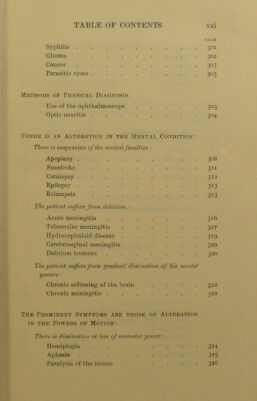 TABLE OF CONTENTS xxi
PAGE
Syphilis . . . . . . . . . 301
Glioma . . . . . . . . . 302
Cancer . . . . . . . . . 303
Parasitic cysts . . . . . . . . 303
METHODS OF PHYSICAL DIAGNOSIS:
Use of the ophthalmoscope . . . . . 303
Optic neuritis . . . . . . . . 304
THERE IS AN ALTERATION IN THE MENTAL CONDITION:
There is suspension of the mental faculties:
Apoplexy . . . . . . . . . 308
Sunstroke . . . . . . . . 311
Catalepsy . . . . . . . . . 312
Epilepsy . . . . . . . . . 313
Eclampsia . . . . . . . . 313
The patient suffers from delirium:
Acute meningitis . . . . . . . 316
Tubercular meningitis . . . . . . 317
Hydrocephaloid disease . . . . . . 319
Cerebrospinal meningitis . . . . . 320
Delirium tremens . . . . . . . 320
The patient suffers from gradual diminution of his mental
powers:
Chronic softening of the brain . . . . 322
Chronic meningitis . . . . . . . 322
THE PROMINENT SYMPTOMS ARE THOSE OF ALTERATION
IN THE POWERS OF MOTION:
There is diminution or loss of muscular power:
Hemiplegia . . . . . . . . 324
Aphasia . . . . . . . . . 325
Paralysis of the insane . . . . . . 326